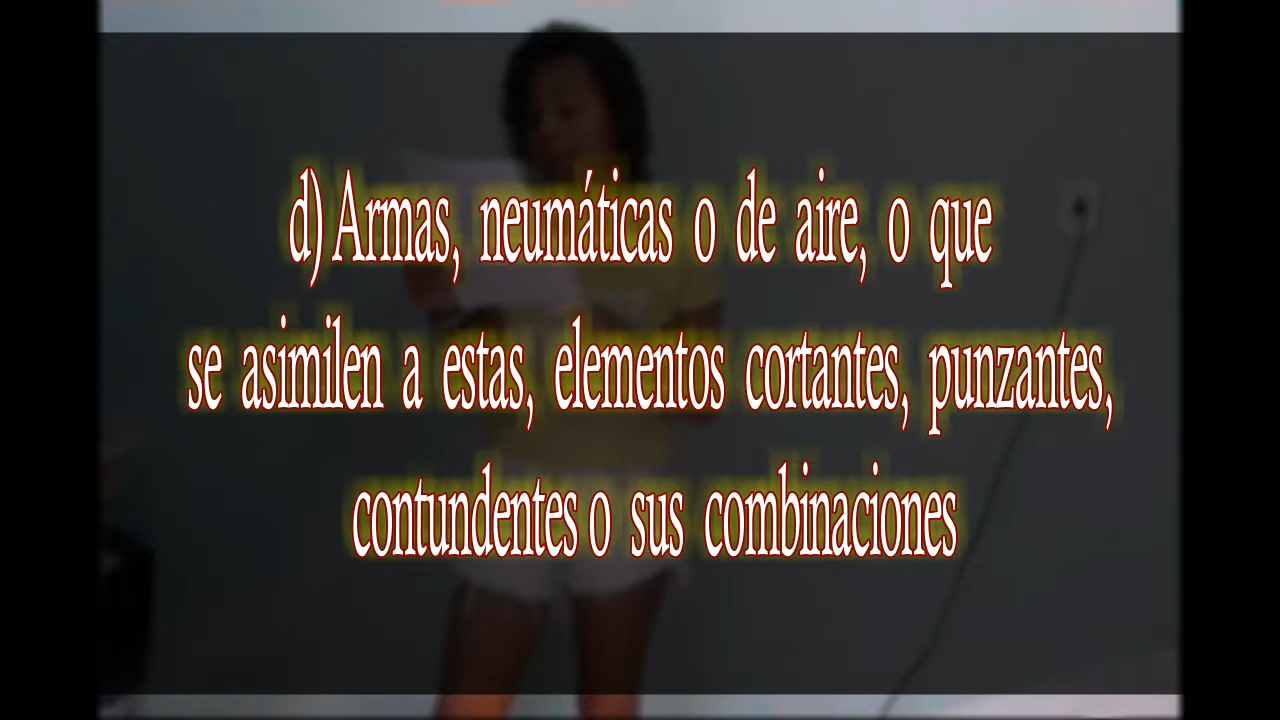 d) Armas, neumáticas o de aire, o que
se asimilen a estas, elementos cortantes, punzantes,
contundentes o sus combinaciones